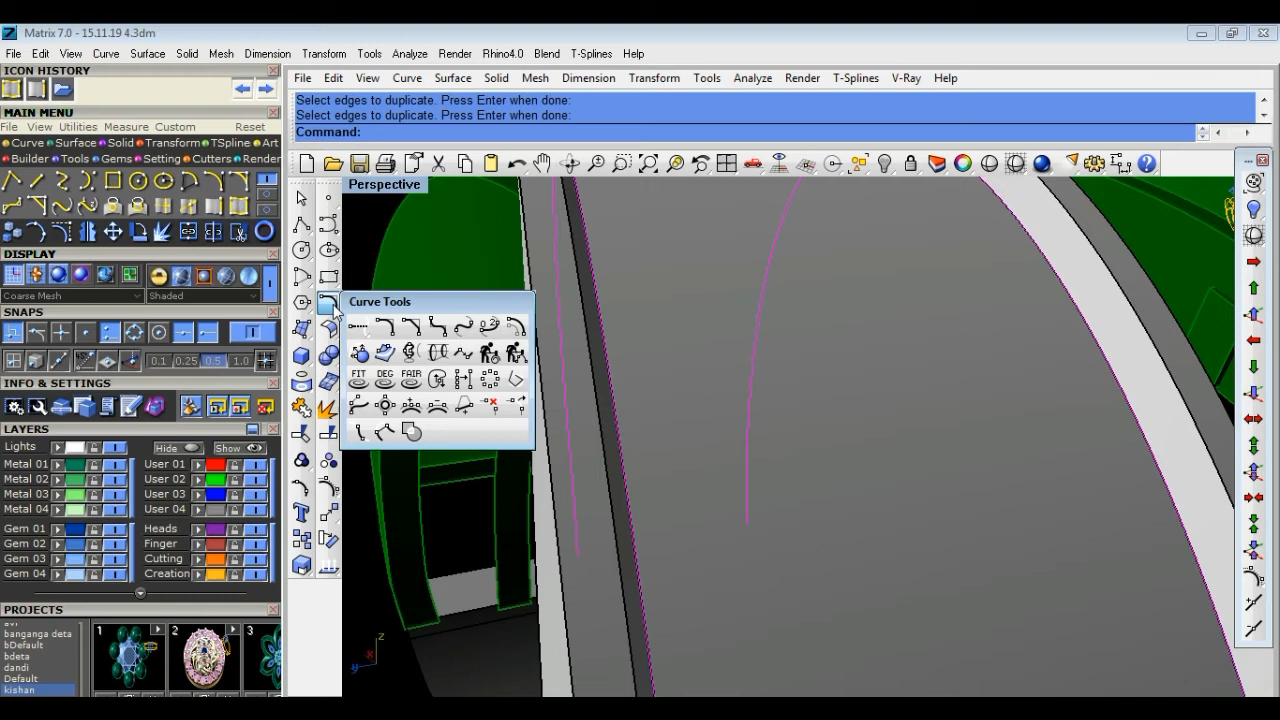 Matrix 7.0 - 15.11.19 4.3dm
File Edit View Curve Surface Solid Mesh Dimension Transform Tools Analyze Render Rhino4.0 Blend T-Splines Help
ICON HISTORY
MAIN MENU
File View Utilities Measure Custom Reset
Curve Surface Solid Transform TSpline Art
Builder Tools Gems Setting Cutters Render
DISPLAY
Coarse Mesh Shaded
SNAPS
0.1 0.25 0.5 1.0
INFO & SETTINGS
LAYERS
Lights Hide Show
Metal 01 User 01
Metal 02 User 02
Metal 03 User 03
Metal 04 User 04
Gem 01 Heads
Gem 02 Finger
Gem 03 Cutting
Gem 04 Creation
PROJECTS
banganga deta
bDefault
bdeta
dandi
Default
kishan
1 2 3
File Edit View Curve Surface Solid Mesh Dimension Transform Tools Analyze Render T-Splines V-Ray Help
Select edges to duplicate. Press Enter when done:
Select edges to duplicate. Press Enter when done:
Command:
Perspective
Curve Tools
FIT DEG FAIR
z
x
y